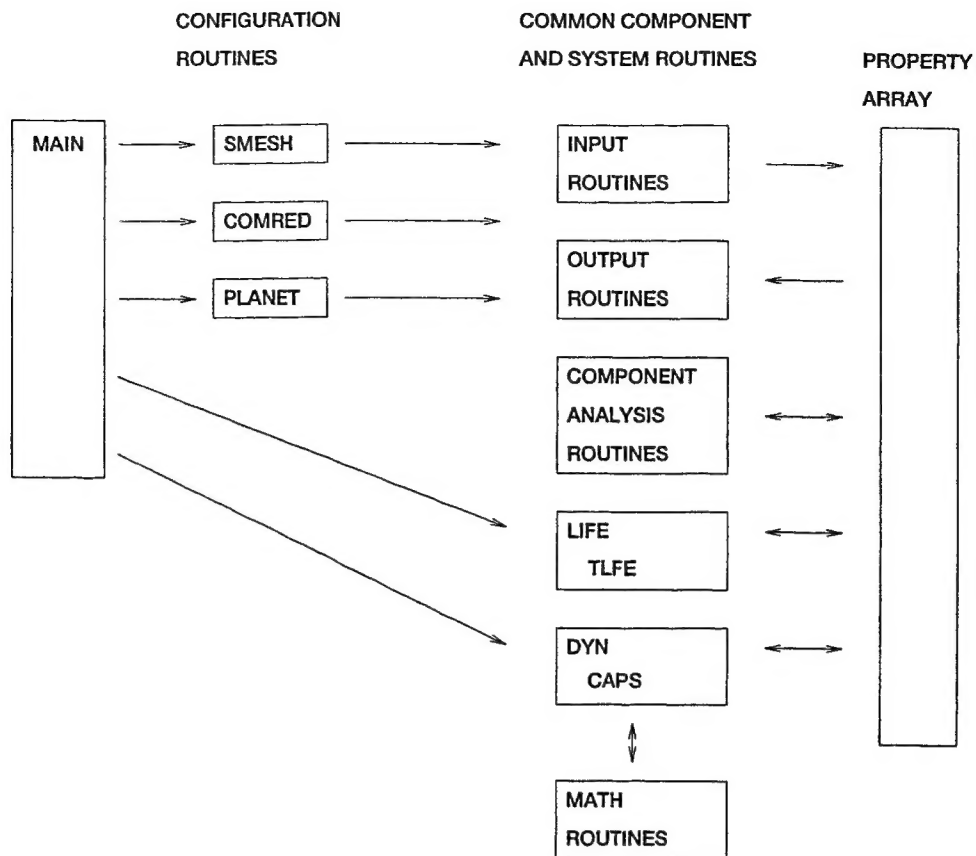 CONFIGURATION
ROUTINES
COMMON COMPONENT
AND SYSTEM ROUTINES
PROPERTY
ARRAY
MAIN
SMESH
COMRED
PLANET
INPUT
ROUTINES
OUTPUT
ROUTINES
COMPONENT
ANALYSIS
ROUTINES
LIFE
TLFE
DYN
CAPS
MATH
ROUTINES